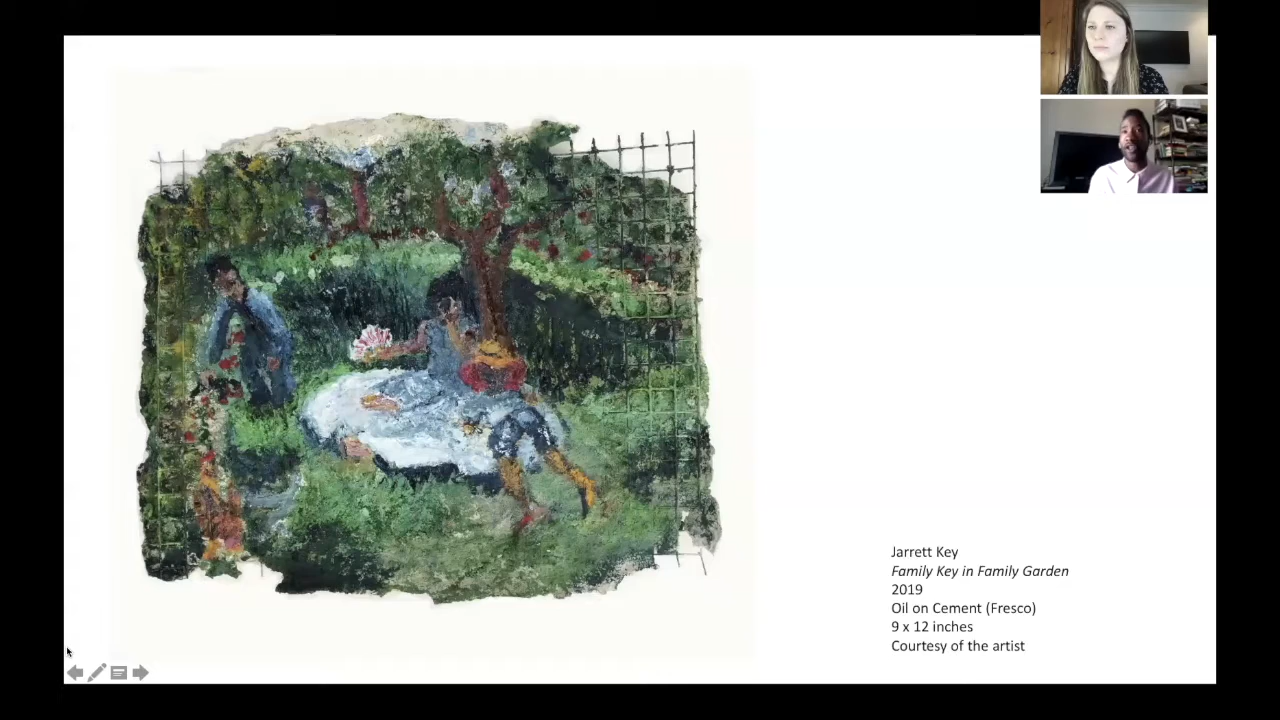 Jarrett Key
Family Key in Family Garden
2019
Oil on Cement (Fresco)
9 x 12 inches
Courtesy of the artist